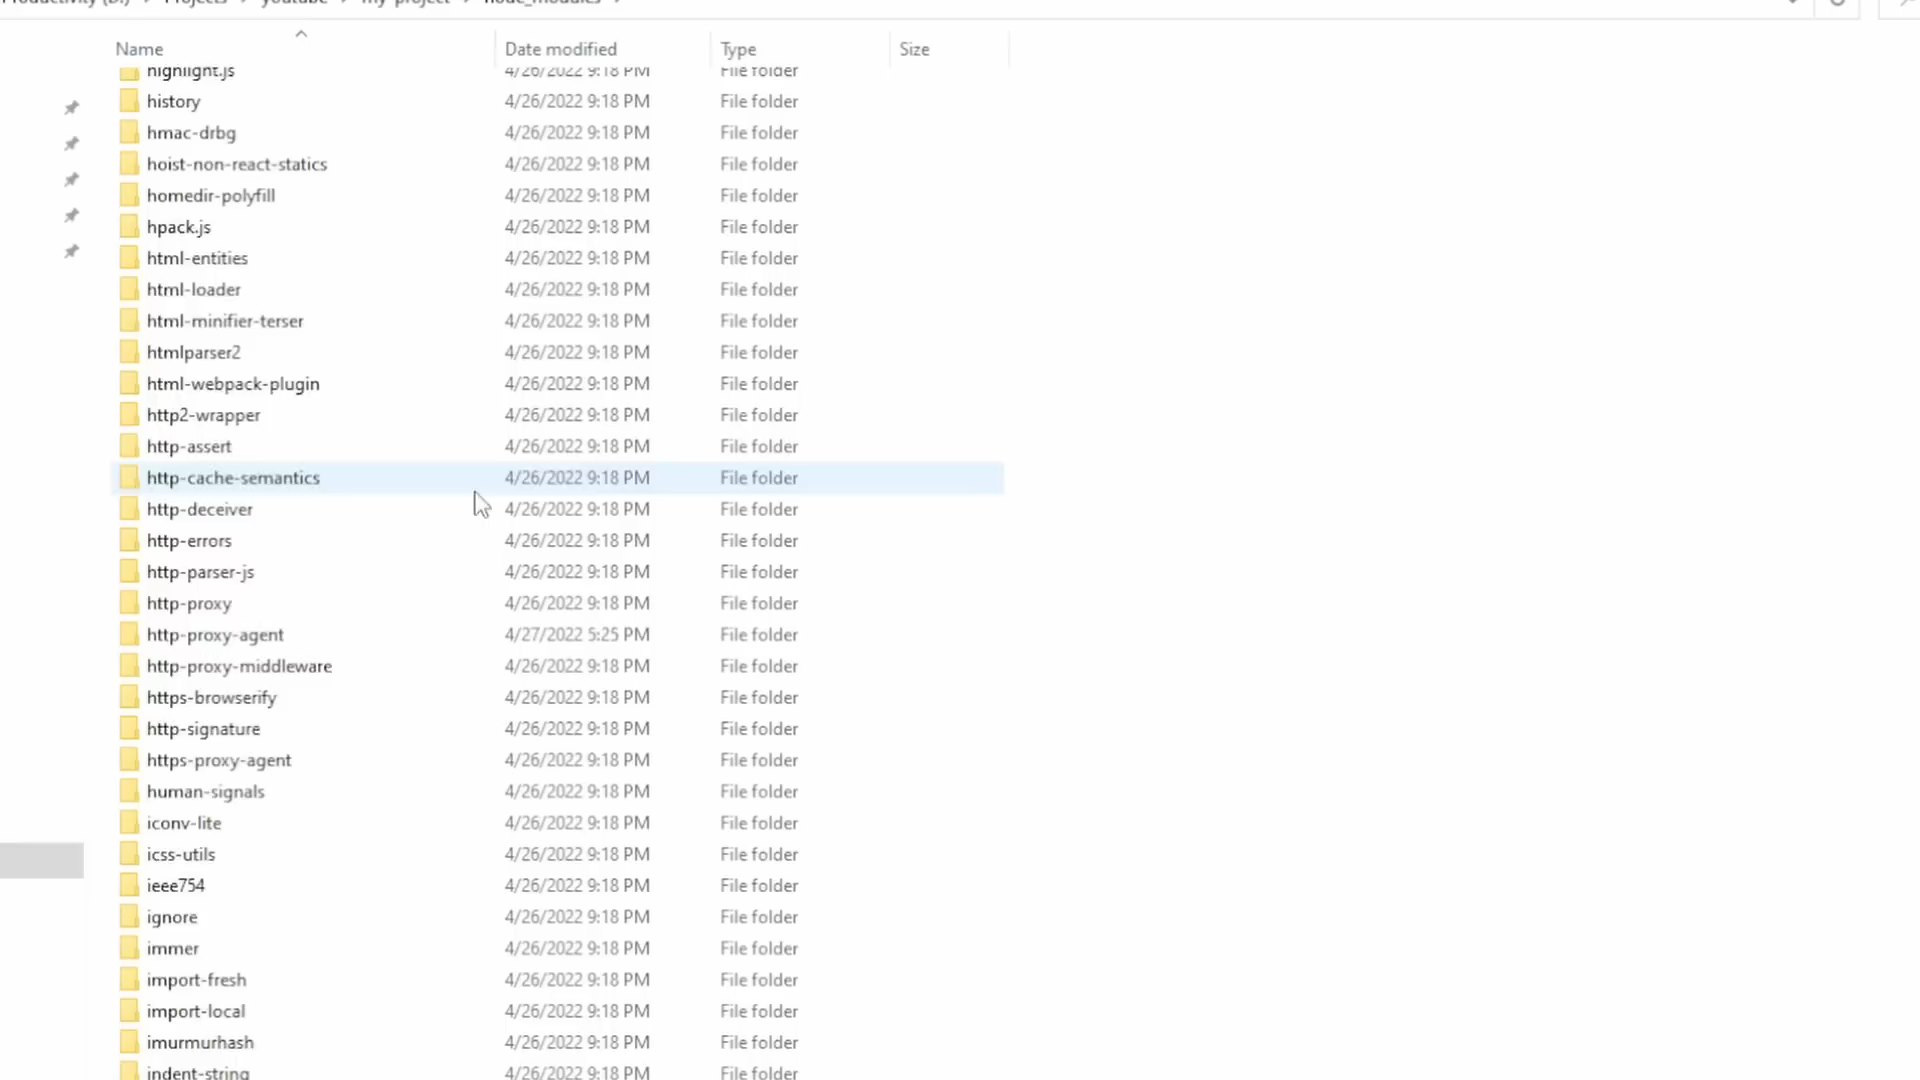 Productivity (D:) > Projects > youtube > my-project > node_modules >
Name Date modified Type Size
highlight.js 4/26/2022 9:18 PM File folder
history 4/26/2022 9:18 PM File folder
hmac-drbg 4/26/2022 9:18 PM File folder
hoist-non-react-statics 4/26/2022 9:18 PM File folder
homedir-polyfill 4/26/2022 9:18 PM File folder
hpack.js 4/26/2022 9:18 PM File folder
html-entities 4/26/2022 9:18 PM File folder
html-loader 4/26/2022 9:18 PM File folder
html-minifier-terser 4/26/2022 9:18 PM File folder
htmlparser2 4/26/2022 9:18 PM File folder
html-webpack-plugin 4/26/2022 9:18 PM File folder
http2-wrapper 4/26/2022 9:18 PM File folder
http-assert 4/26/2022 9:18 PM File folder
http-cache-semantics 4/26/2022 9:18 PM File folder
http-deceiver 4/26/2022 9:18 PM File folder
http-errors 4/26/2022 9:18 PM File folder
http-parser-js 4/26/2022 9:18 PM File folder
http-proxy 4/26/2022 9:18 PM File folder
http-proxy-agent 4/27/2022 5:25 PM File folder
http-proxy-middleware 4/26/2022 9:18 PM File folder
https-browserify 4/26/2022 9:18 PM File folder
http-signature 4/26/2022 9:18 PM File folder
https-proxy-agent 4/26/2022 9:18 PM File folder
human-signals 4/26/2022 9:18 PM File folder
iconv-lite 4/26/2022 9:18 PM File folder
icss-utils 4/26/2022 9:18 PM File folder
ieee754 4/26/2022 9:18 PM File folder
ignore 4/26/2022 9:18 PM File folder
immer 4/26/2022 9:18 PM File folder
import-fresh 4/26/2022 9:18 PM File folder
import-local 4/26/2022 9:18 PM File folder
imurmurhash 4/26/2022 9:18 PM File folder
indent-string 4/26/2022 9:18 PM File folder